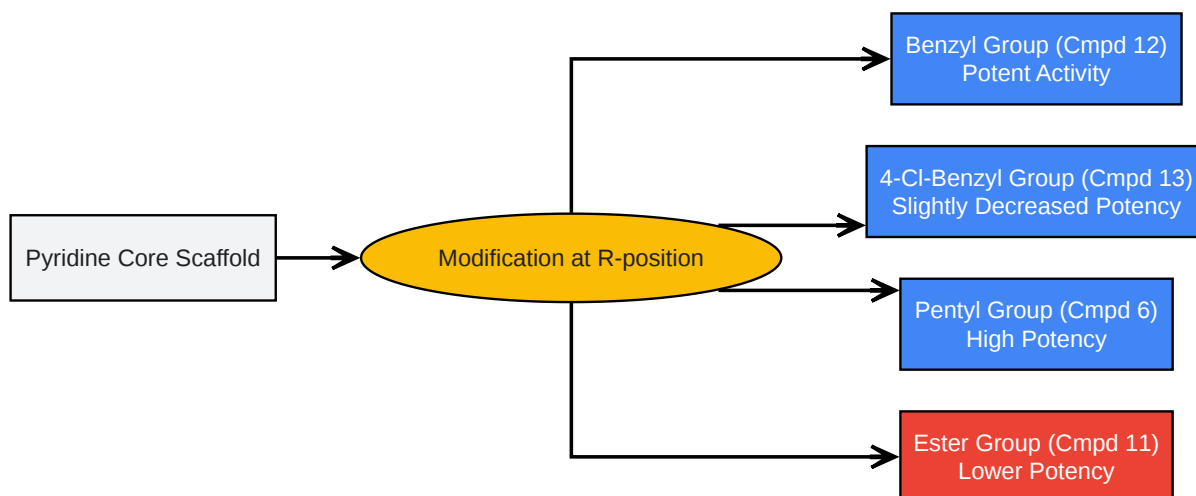 Benzyl Group (Cmpd 12)
Potent Activity
4-Cl-Benzyl Group (Cmpd 13)
Slightly Decreased Potency
Pyridine Core Scaffold
Modification at R-position
Pentyl Group (Cmpd 6)
High Potency
Ester Group (Cmpd 11)
Lower Potency